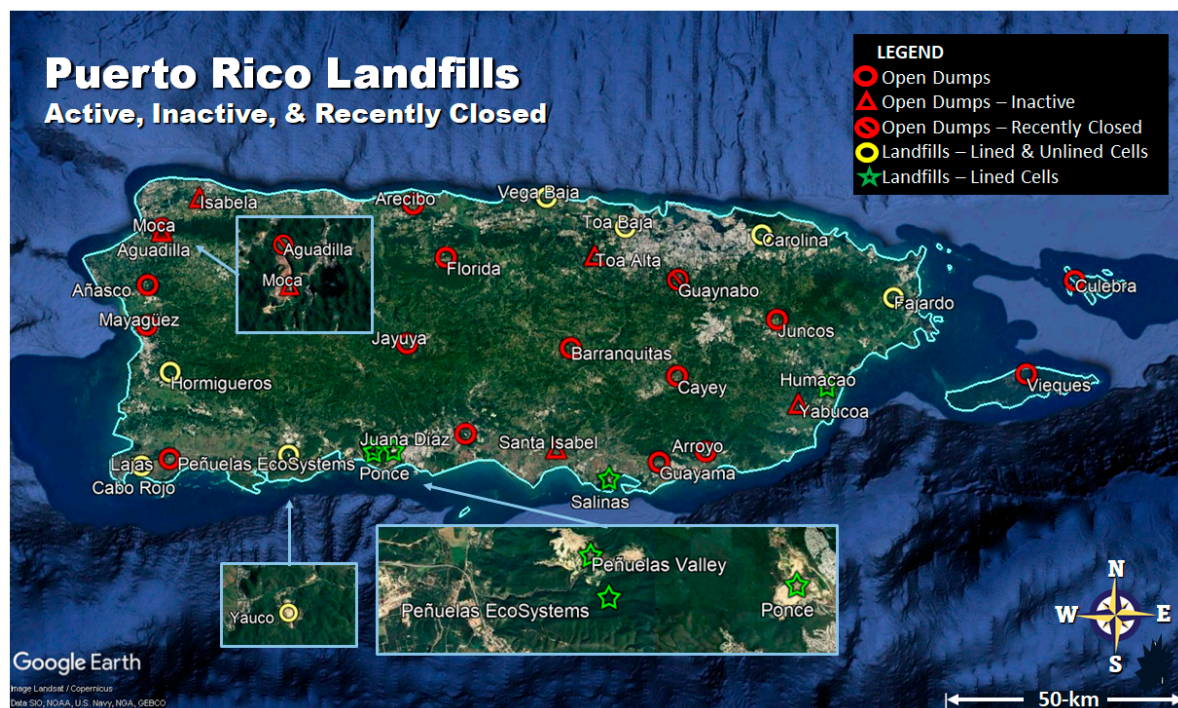 Puerto Rico Landfills
Active, Inactive, & Recently Closed
LEGEND
Open Dumps
Open Dumps – Inactive
Open Dumps – Recently Closed
Landfills – Lined & Unlined Cells
Landfills – Lined Cells
Isabela
Arecibo
Vega Baja
Moca
Aguadilla
Toa Baja
Carolina
Aguadilla
Moca
Florida
Toa Alta
Añasco
Guaynabo
Fajardo
Culebra
Mayagüez
Jayuya
Barranquitas
Juncos
Hormigueros
Cayey
Humacao
Yabucoa
Vieques
Juana Díaz
Santa Isabel
Arroyo
Lajas
Peñuelas EcoSystems
Ponce
Guayama
Cabo Rojo
Salinas
Peñuelas Valley
Peñuelas EcoSystems
Ponce
Yauco
N
W
E
S
Google Earth
Image Landsat / Copernicus
Data SIO, NOAA, U.S. Navy, NGA, GEBCO
50-km